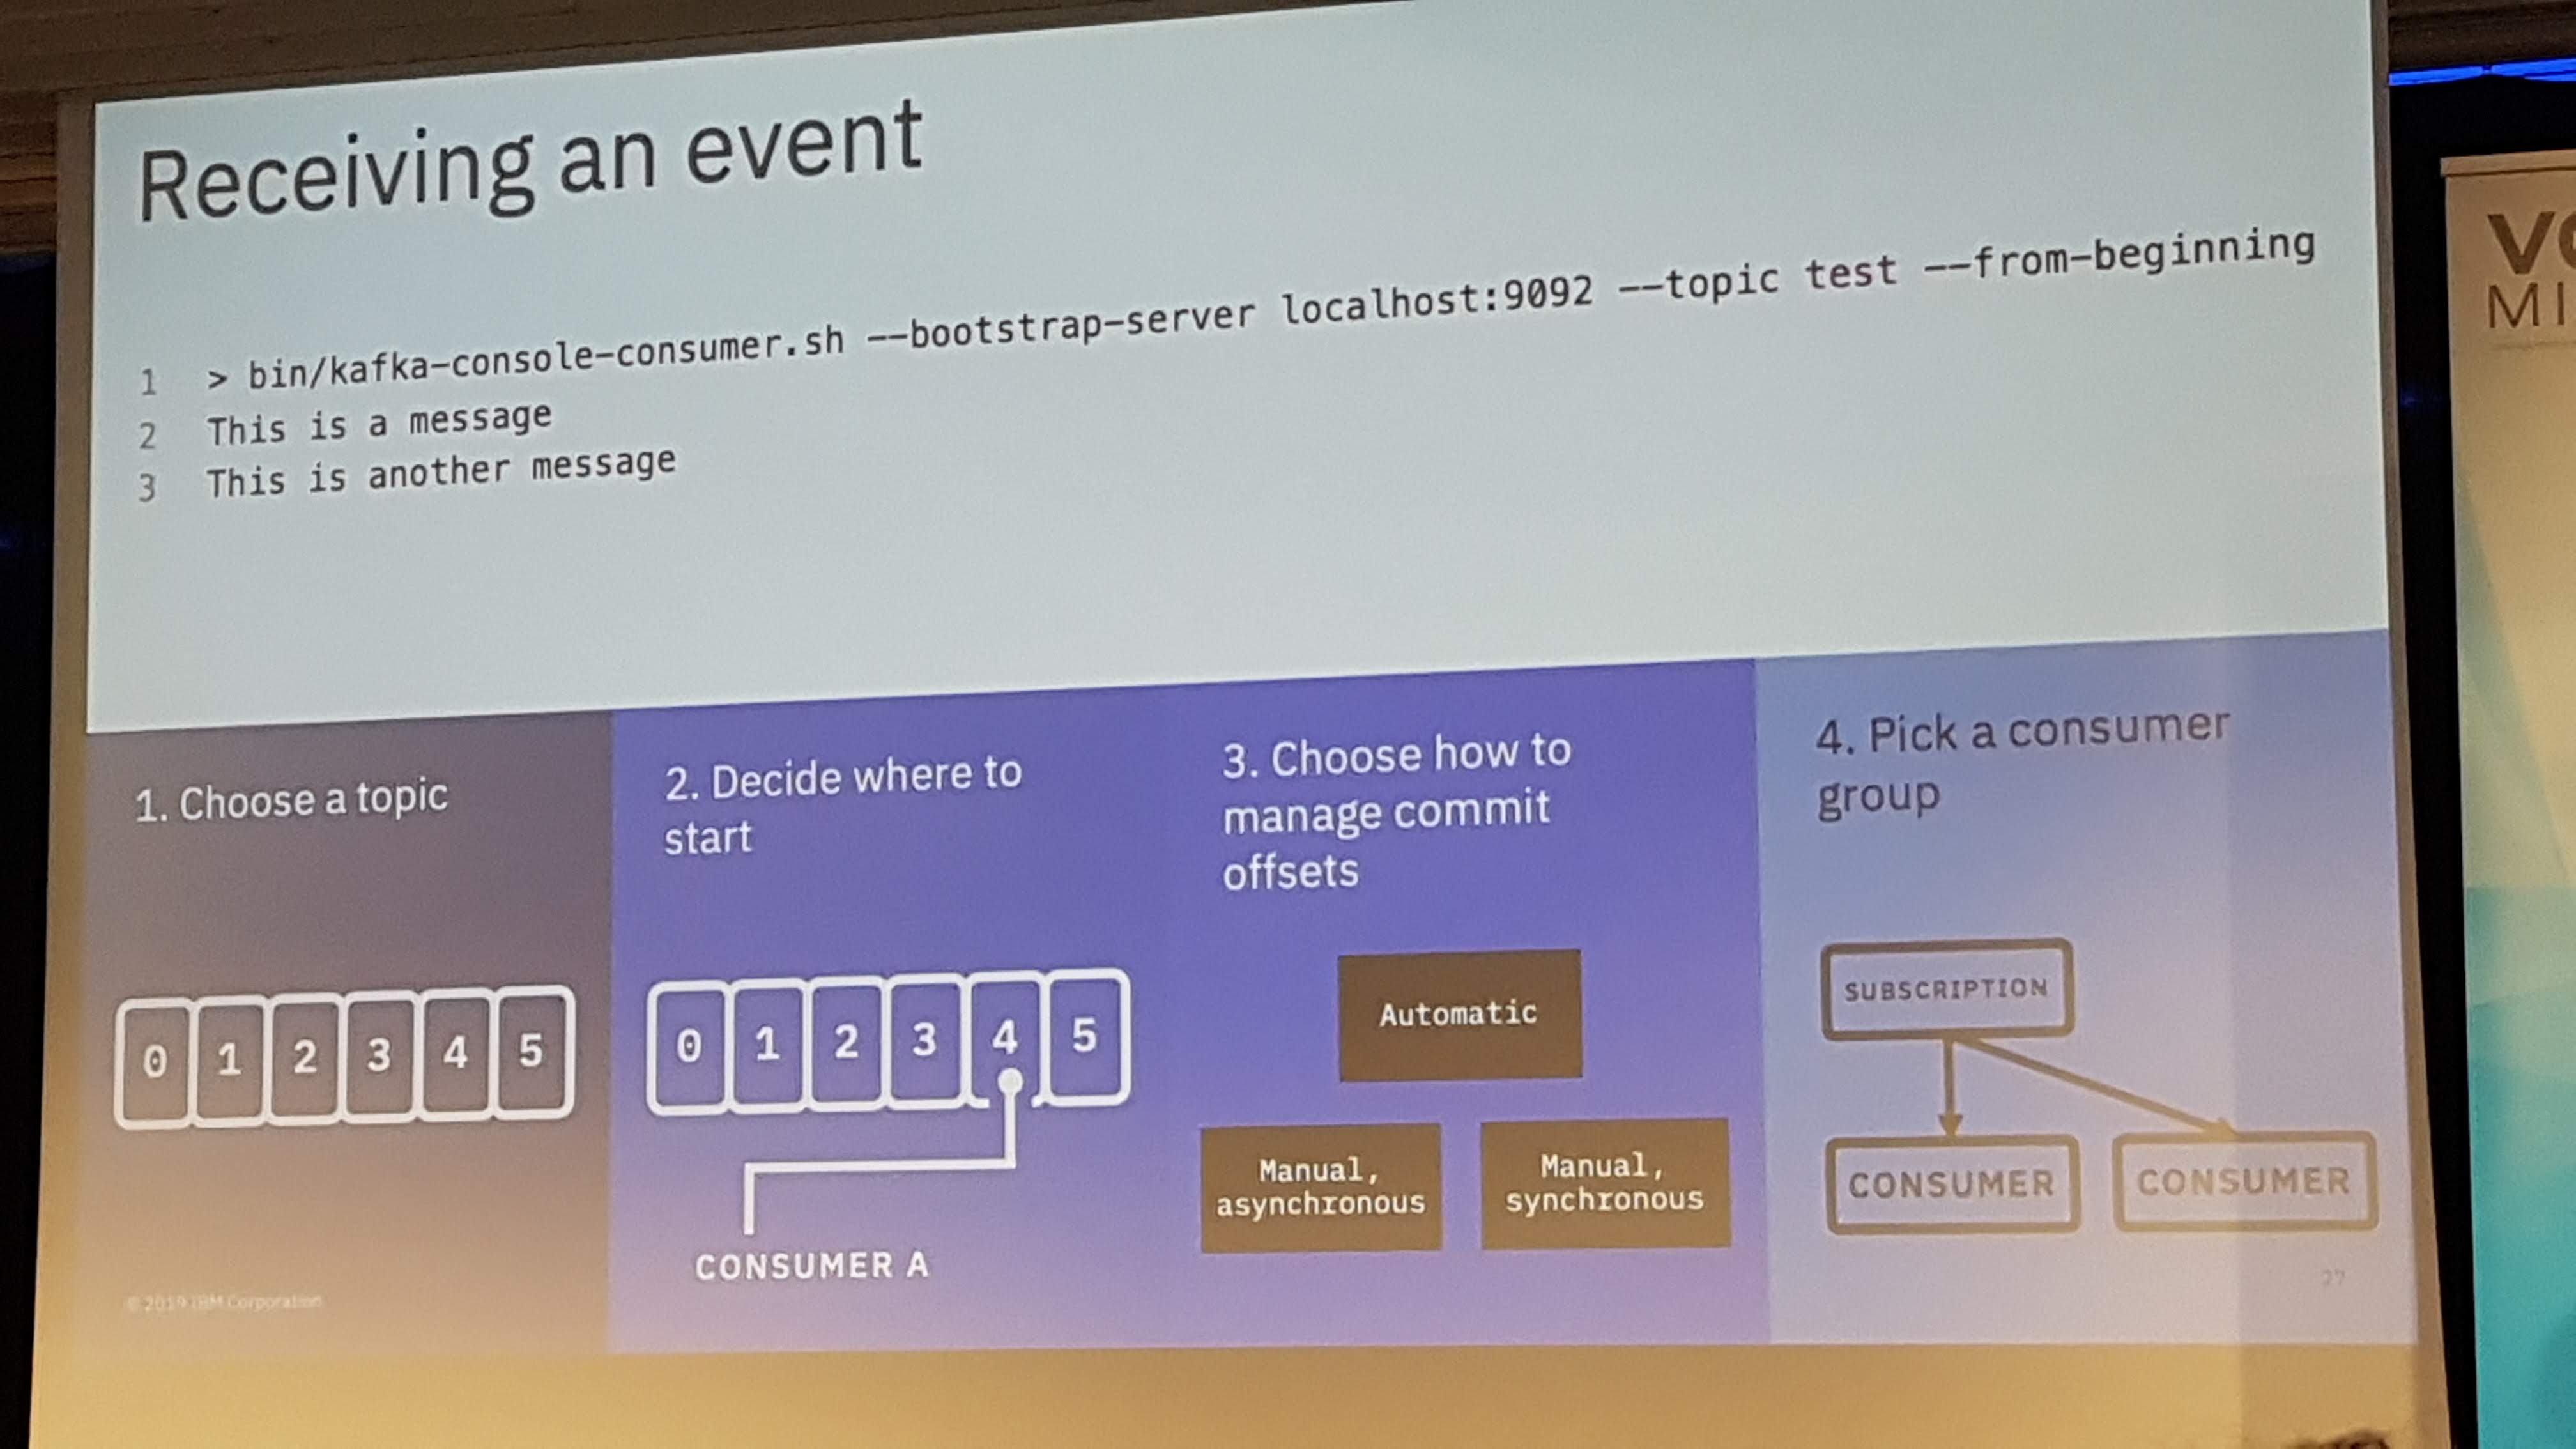 Receiving an event
1 > bin/kafka-console-consumer.sh --bootstrap-server localhost:9092 --topic test --from-beginning
2 This is a message
3 This is another message
1. Choose a topic
0 1 2 3 4 5
2. Decide where to
start
0 1 2 3 4 5
CONSUMER A
3. Choose how to
manage commit
offsets
Automatic
Manual,
asynchronous
Manual,
synchronous
4. Pick a consumer
group
SUBSCRIPTION
CONSUMER CONSUMER
© 2019 IBM Corporation
27